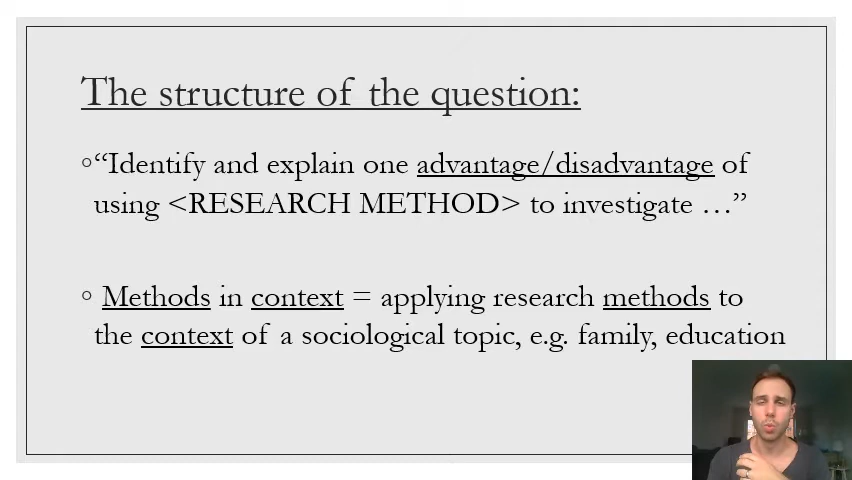 The structure of the question:
◦“Identify and explain one advantage/disadvantage of
using <RESEARCH METHOD> to investigate …”
◦ Methods in context = applying research methods to
the context of a sociological topic, e.g. family, education